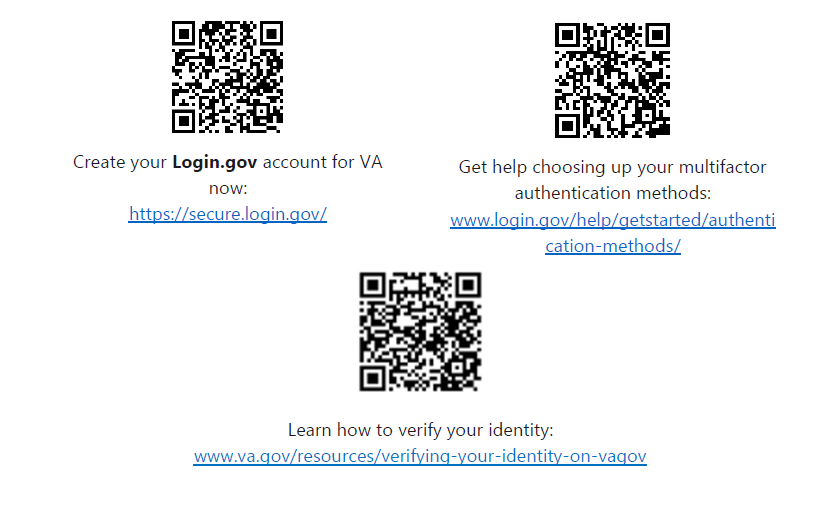 Create your Login.gov account for VA
now:
https://secure.login.gov/
Get help choosing up your multifactor
authentication methods:
www.login.gov/help/getstarted/authenti
cation-methods/
Learn how to verify your identity:
www.va.gov/resources/verifying-your-identity-on-vagov